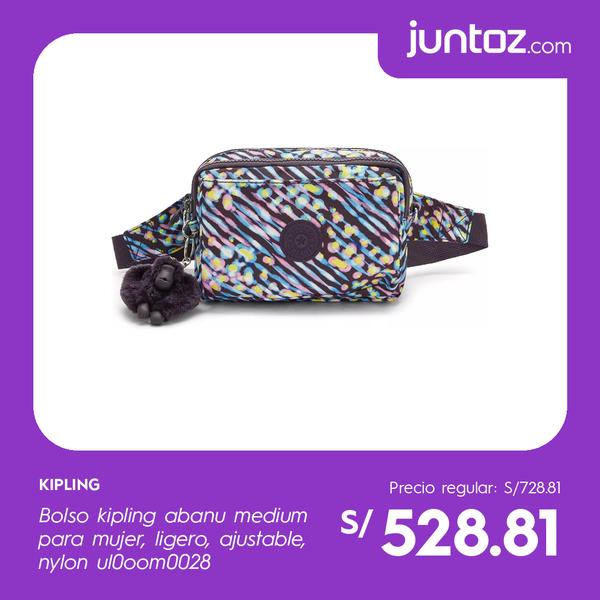 juntoz.com
KIPLING
Bolso kipling abanu medium
para mujer, ligero, ajustable,
nylon ul0oom0028
Precio regular: S/728.81
S/528.81